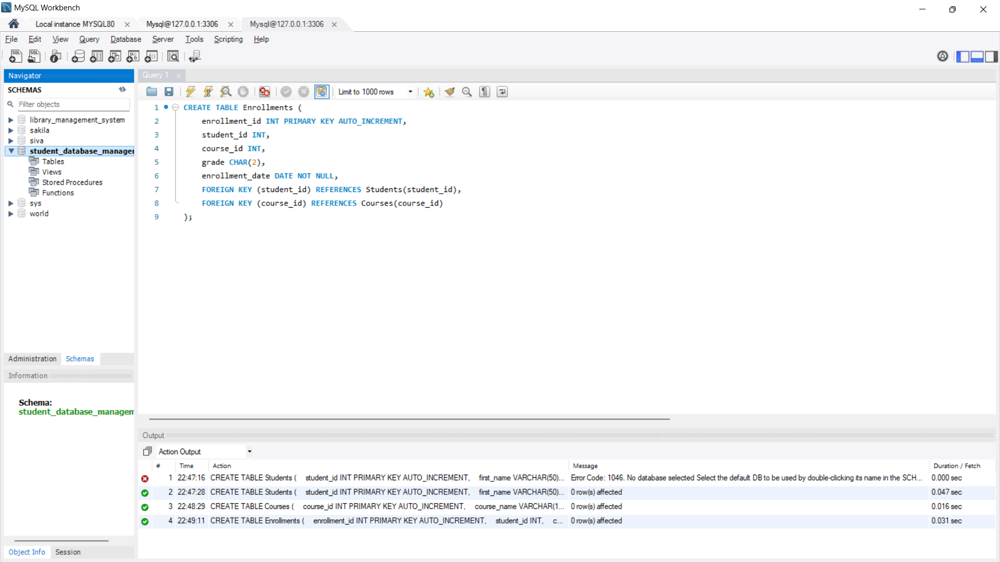 MySQL Workbench
Local instance MYSQL80
Mysql@127.0.0.1:3306
Mysql@127.0.0.1:3306
File Edit View Query Database Server Tools Scripting Help
Navigator
SCHEMAS
Filter objects
library_management_system
sakila
siva
student_database_manager
Tables
Views
Stored Procedures
Functions
sys
world
Administration Schemas
Information
Schema:
student_database_managem
Object Info Session
Query 1
Limit to 1000 rows
1 CREATE TABLE Enrollments (
2 enrollment_id INT PRIMARY KEY AUTO_INCREMENT,
3 student_id INT,
4 course_id INT,
5 grade CHAR(2),
6 enrollment_date DATE NOT NULL,
7 FOREIGN KEY (student_id) REFERENCES Students(student_id),
8 FOREIGN KEY (course_id) REFERENCES Courses(course_id)
9 );
Output
Action Output
# Time Action Message Duration / Fetch
1 22:47:16 CREATE TABLE Students ( student_id INT PRIMARY KEY AUTO_INCREMENT, first_name VARCHAR(50)... Error Code: 1046. No database selected Select the default DB to be used by double-clicking its name in the SCH... 0.000 sec
2 22:47:28 CREATE TABLE Students ( student_id INT PRIMARY KEY AUTO_INCREMENT, first_name VARCHAR(50)... 0 row(s) affected 0.047 sec
3 22:48:29 CREATE TABLE Courses ( course_id INT PRIMARY KEY AUTO_INCREMENT, course_name VARCHAR(1... 0 row(s) affected 0.016 sec
4 22:49:11 CREATE TABLE Enrollments ( enrollment_id INT PRIMARY KEY AUTO_INCREMENT, student_id INT, c... 0 row(s) affected 0.031 sec